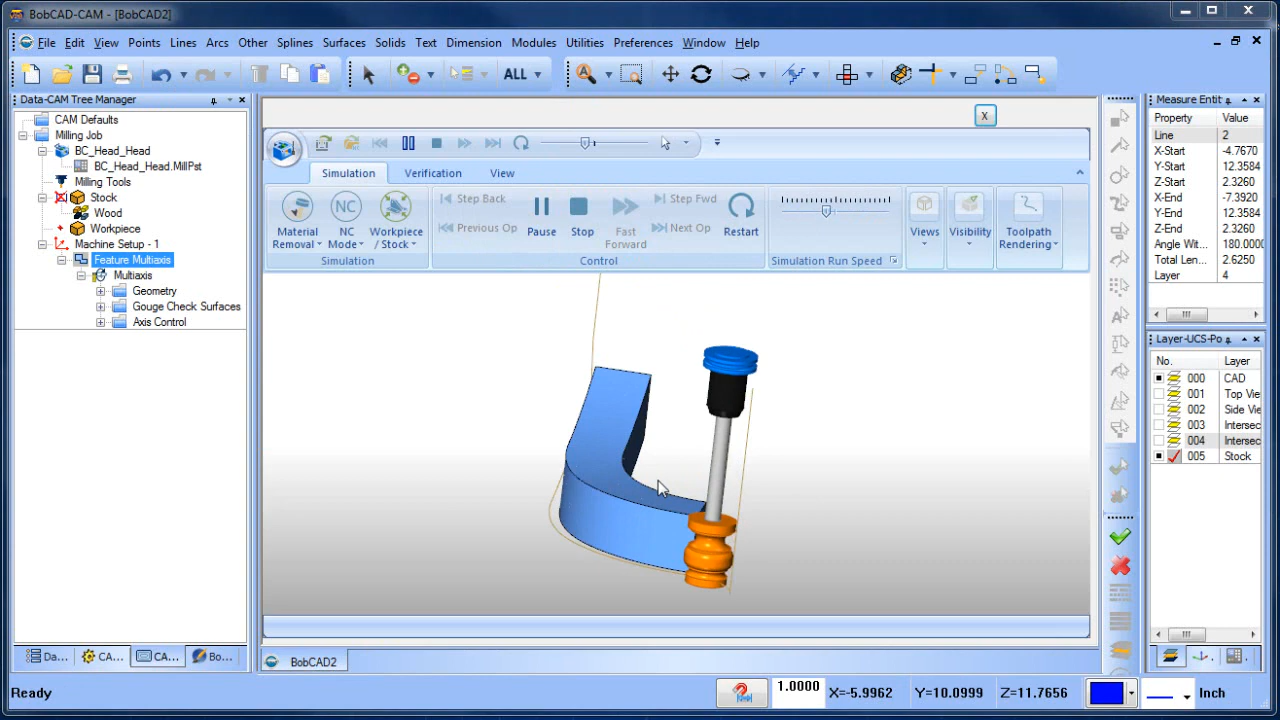 BobCAD-CAM - [BobCAD2]
File Edit View Points Lines Arcs Other Splines Surfaces Solids Text Dimension Modules Utilities Preferences Window Help
ALL
Data-CAM Tree Manager
CAM Defaults
Milling Job
BC_Head_Head
BC_Head_Head.MillPst
Milling Tools
Stock
Wood
Workpiece
Machine Setup - 1
Feature Multiaxis
Multiaxis
Geometry
Gouge Check Surfaces
Axis Control
Da... CA... CA... Bo...
X
Simulation Verification View
Material Removal
NC Mode
Workpiece / Stock
Simulation
Step Back
Previous Op
Pause
Stop
Fast Forward
Step Fwd
Next Op
Restart
Control
Simulation Run Speed
Views
Visibility
Toolpath Rendering
BobCAD2
Measure Entit
Property Value
Line 2
X-Start -4.7670
Y-Start 12.3584
Z-Start 2.3260
X-End -7.3920
Y-End 12.3584
Z-End 2.3260
Angle Wit... 180.0000
Total Len... 2.6250
Layer 4
Layer-UCS-Po
No. Layer
000 CAD
001 Top Vie
002 Side Vie
003 Intersec
004 Intersec
005 Stock
Ready
1.0000 X=-5.9962 Y=10.0999 Z=11.7656 Inch